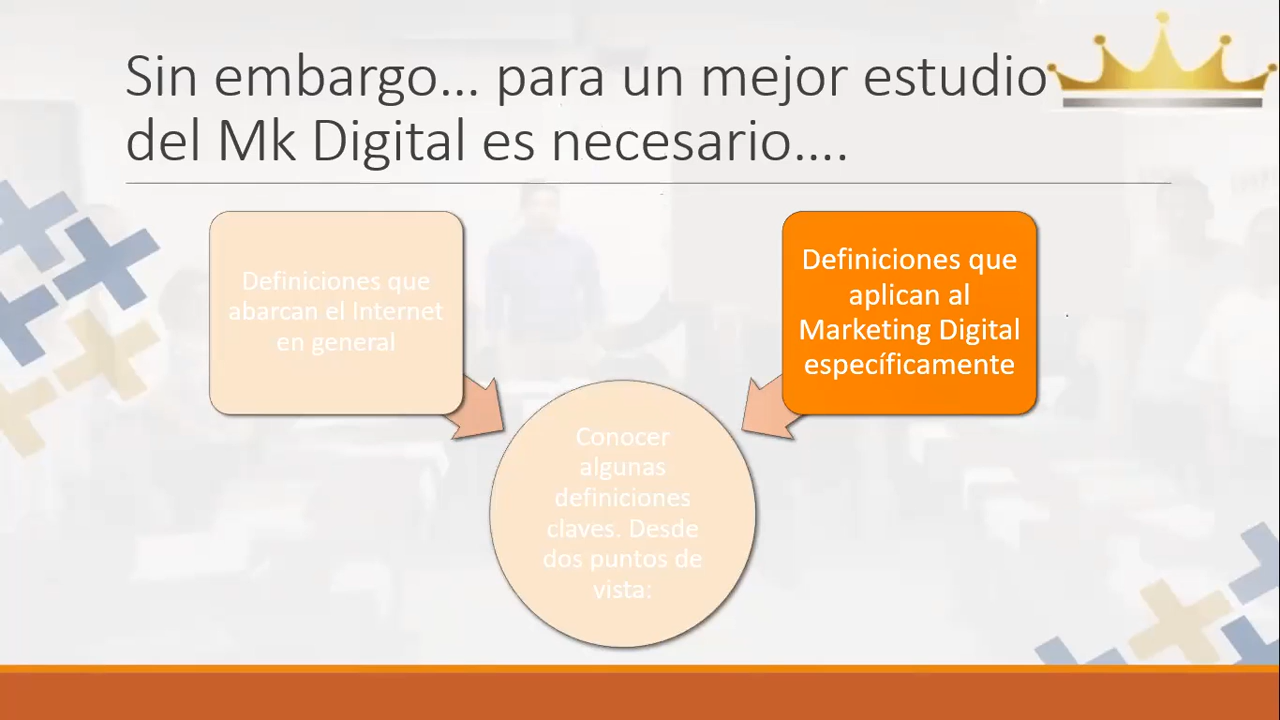 Sin embargo... para un mejor estudio
del Mk Digital es necesario....
Definiciones que
abarcan el Internet
en general
Definiciones que
aplican al
Marketing Digital
específicamente
Conocer
algunas
definiciones
claves. Desde
dos puntos de
vista: